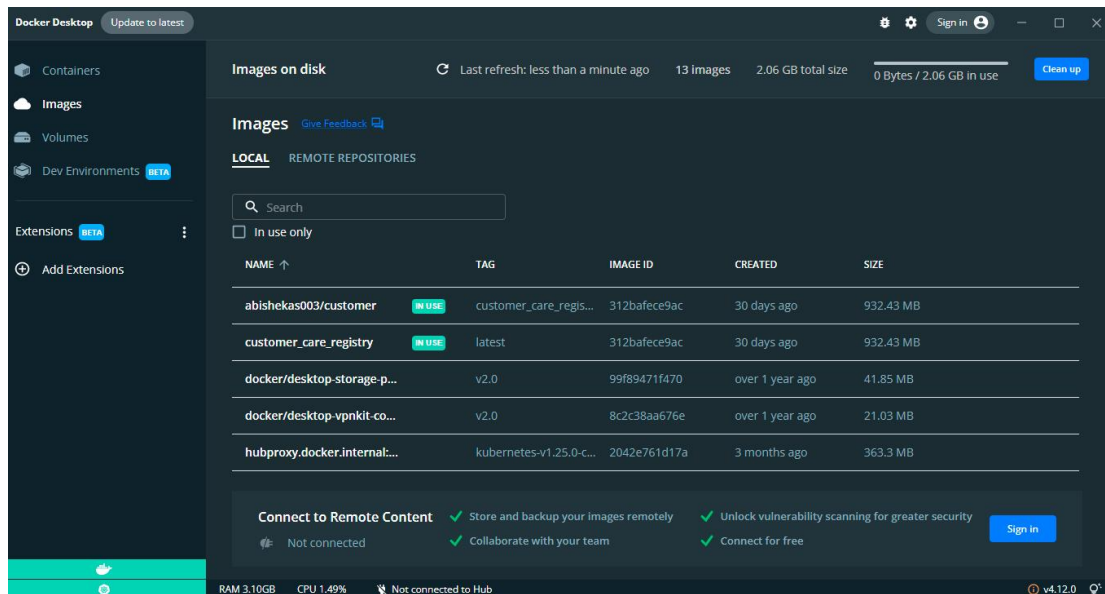 Docker Desktop Update to latest Sign in
Containers
Images
Volumes
Dev Environments BETA
Extensions BETA
Add Extensions
Images on disk Last refresh: less than a minute ago 13 images 2.06 GB total size 0 Bytes / 2.06 GB in use Clean up
Images Give Feedback
LOCAL REMOTE REPOSITORIES
Search
In use only
NAME TAG IMAGE ID CREATED SIZE
abishekas003/customer IN USE customer_care_regis... 312bafece9ac 30 days ago 932.43 MB
customer_care_registry IN USE latest 312bafece9ac 30 days ago 932.43 MB
docker/desktop-storage-p... v2.0 99f89471f470 over 1 year ago 41.85 MB
docker/desktop-vpnkit-co... v2.0 8c2c38aa676e over 1 year ago 21.03 MB
hubproxy.docker.internal:... kubernetes-v1.25.0-c... 2042e761d17a 3 months ago 363.3 MB
Connect to Remote Content
Not connected
Store and backup your images remotely
Collaborate with your team
Unlock vulnerability scanning for greater security
Connect for free
Sign in
RAM 3.10GB CPU 1.49% Not connected to Hub v4.12.0